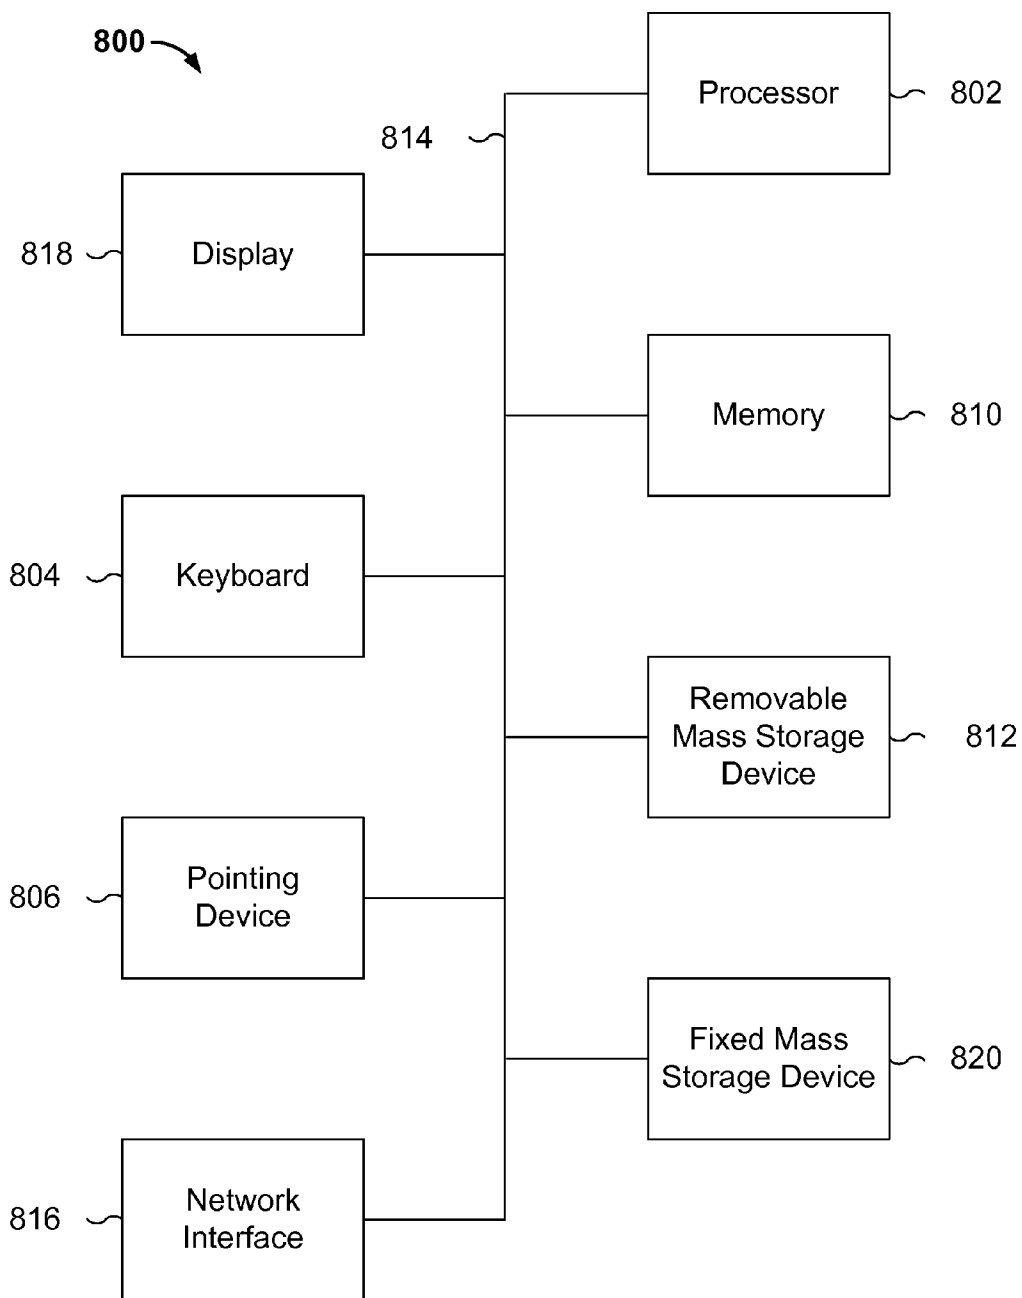 800
Processor
802
814
818
Display
Memory
810
804
Keyboard
Removable
Mass Storage
Device
812
806
Pointing
Device
Fixed Mass
Storage Device
820
816
Network
Interface